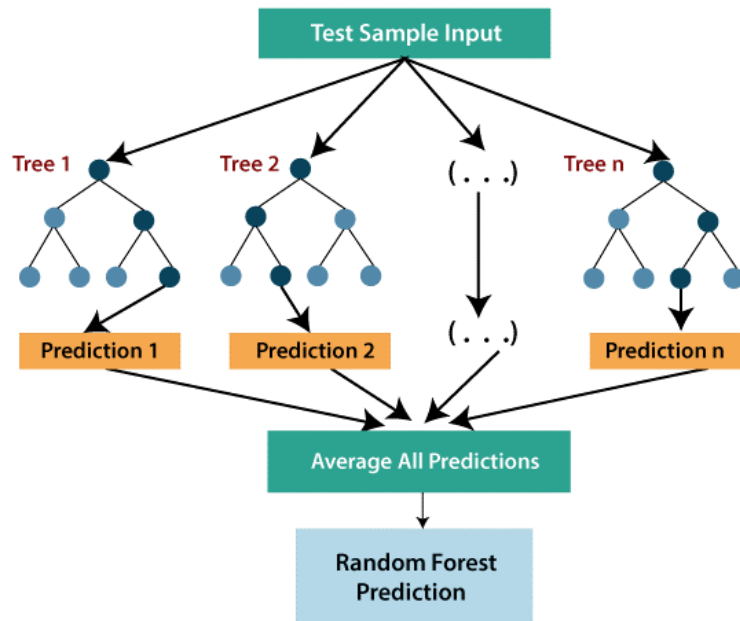 Test Sample Input
Tree 1
Tree 2
(. . .)
Tree n
Prediction 1
Prediction 2
(. . .)
Prediction n
Average All Predictions
Random Forest
Prediction